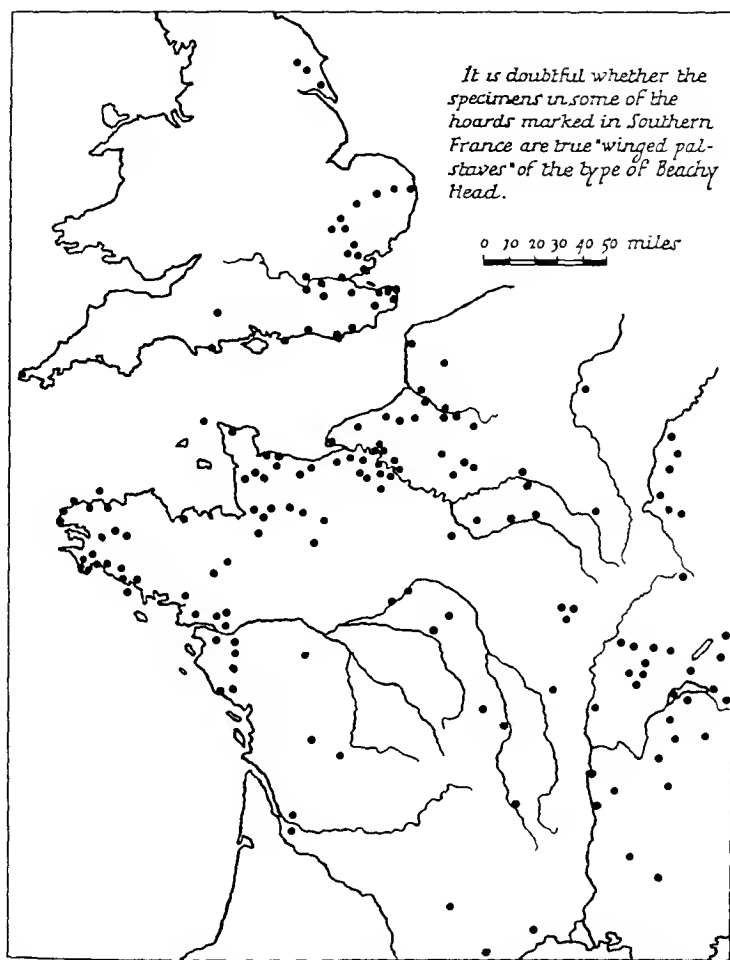 It is doubtful whether the
specimens in some of the
hoards marked in Southern
France are true "winged pal-
staves" of the type of Beachy
Head.
0 10 20 30 40 50 miles